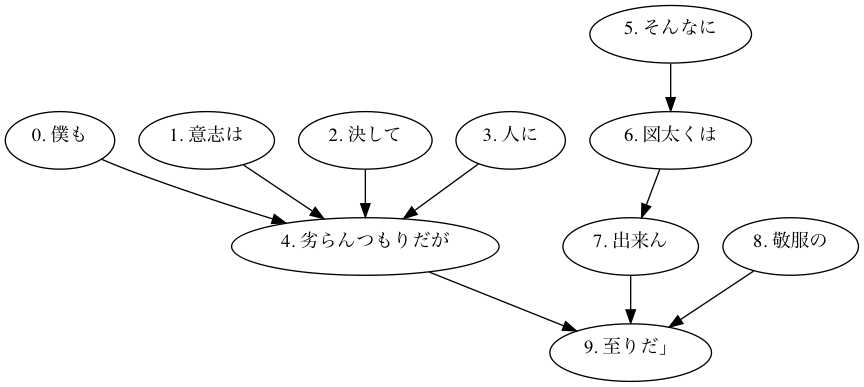 5. そんなに
0. 僕も
1. 意志は
2. 決して
3. 人に
6. 図太くは
4. 劣らんつもりだが
7. 出来ん
8. 敬服の
9. 至りだ」